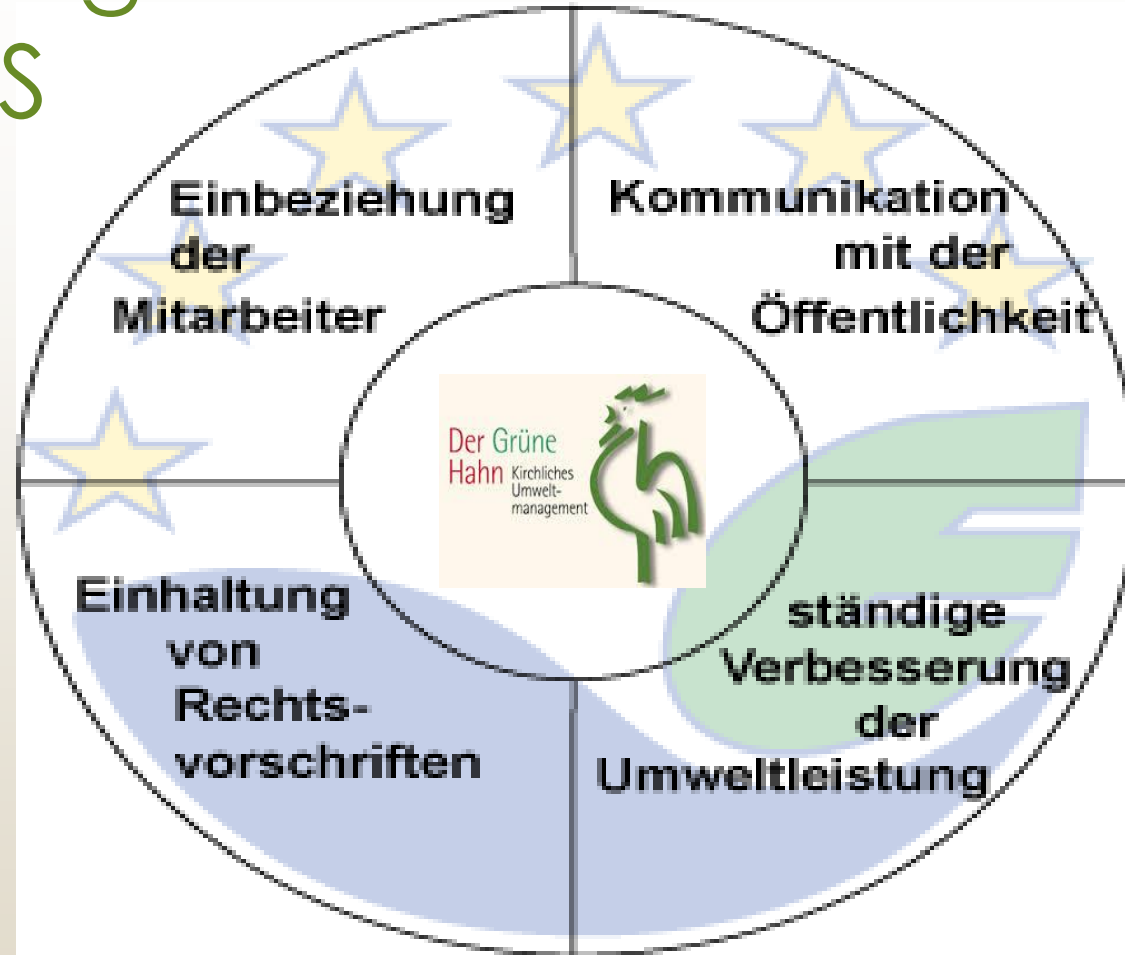 g
S
Einbeziehung
der
Mitarbeiter
Kommunikation
mit der
Öffentlichkeit
Der Grüne
Hahn Kirchliches
Umwelt-
management
Einhaltung
von
Rechts-
vorschriften
ständige
Verbesserung
der
Umweltleistung